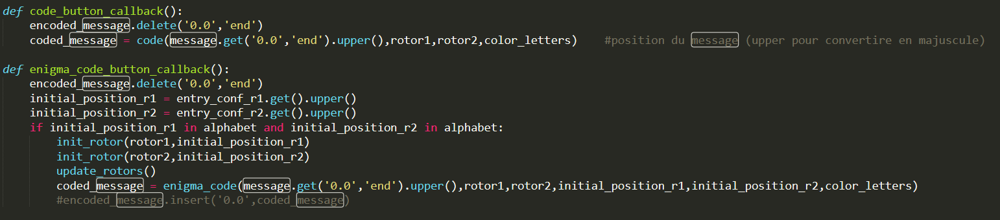 def code_button_callback():
    encoded_message.delete('0.0','end')
    coded_message = code(message.get('0.0','end').upper(),rotor1,rotor2,color_letters)    #position du message (upper pour convertire en majuscule)
def enigma_code_button_callback():
    encoded_message.delete('0.0','end')
    initial_position_r1 = entry_conf_r1.get().upper()
    initial_position_r2 = entry_conf_r2.get().upper()
    if initial_position_r1 in alphabet and initial_position_r2 in alphabet:
        init_rotor(rotor1,initial_position_r1)
        init_rotor(rotor2,initial_position_r2)
        update_rotors()
        coded_message = enigma_code(message.get('0.0','end').upper(),rotor1,rotor2,initial_position_r1,initial_position_r2,color_letters)
        #encoded_message.insert('0.0',coded_message)